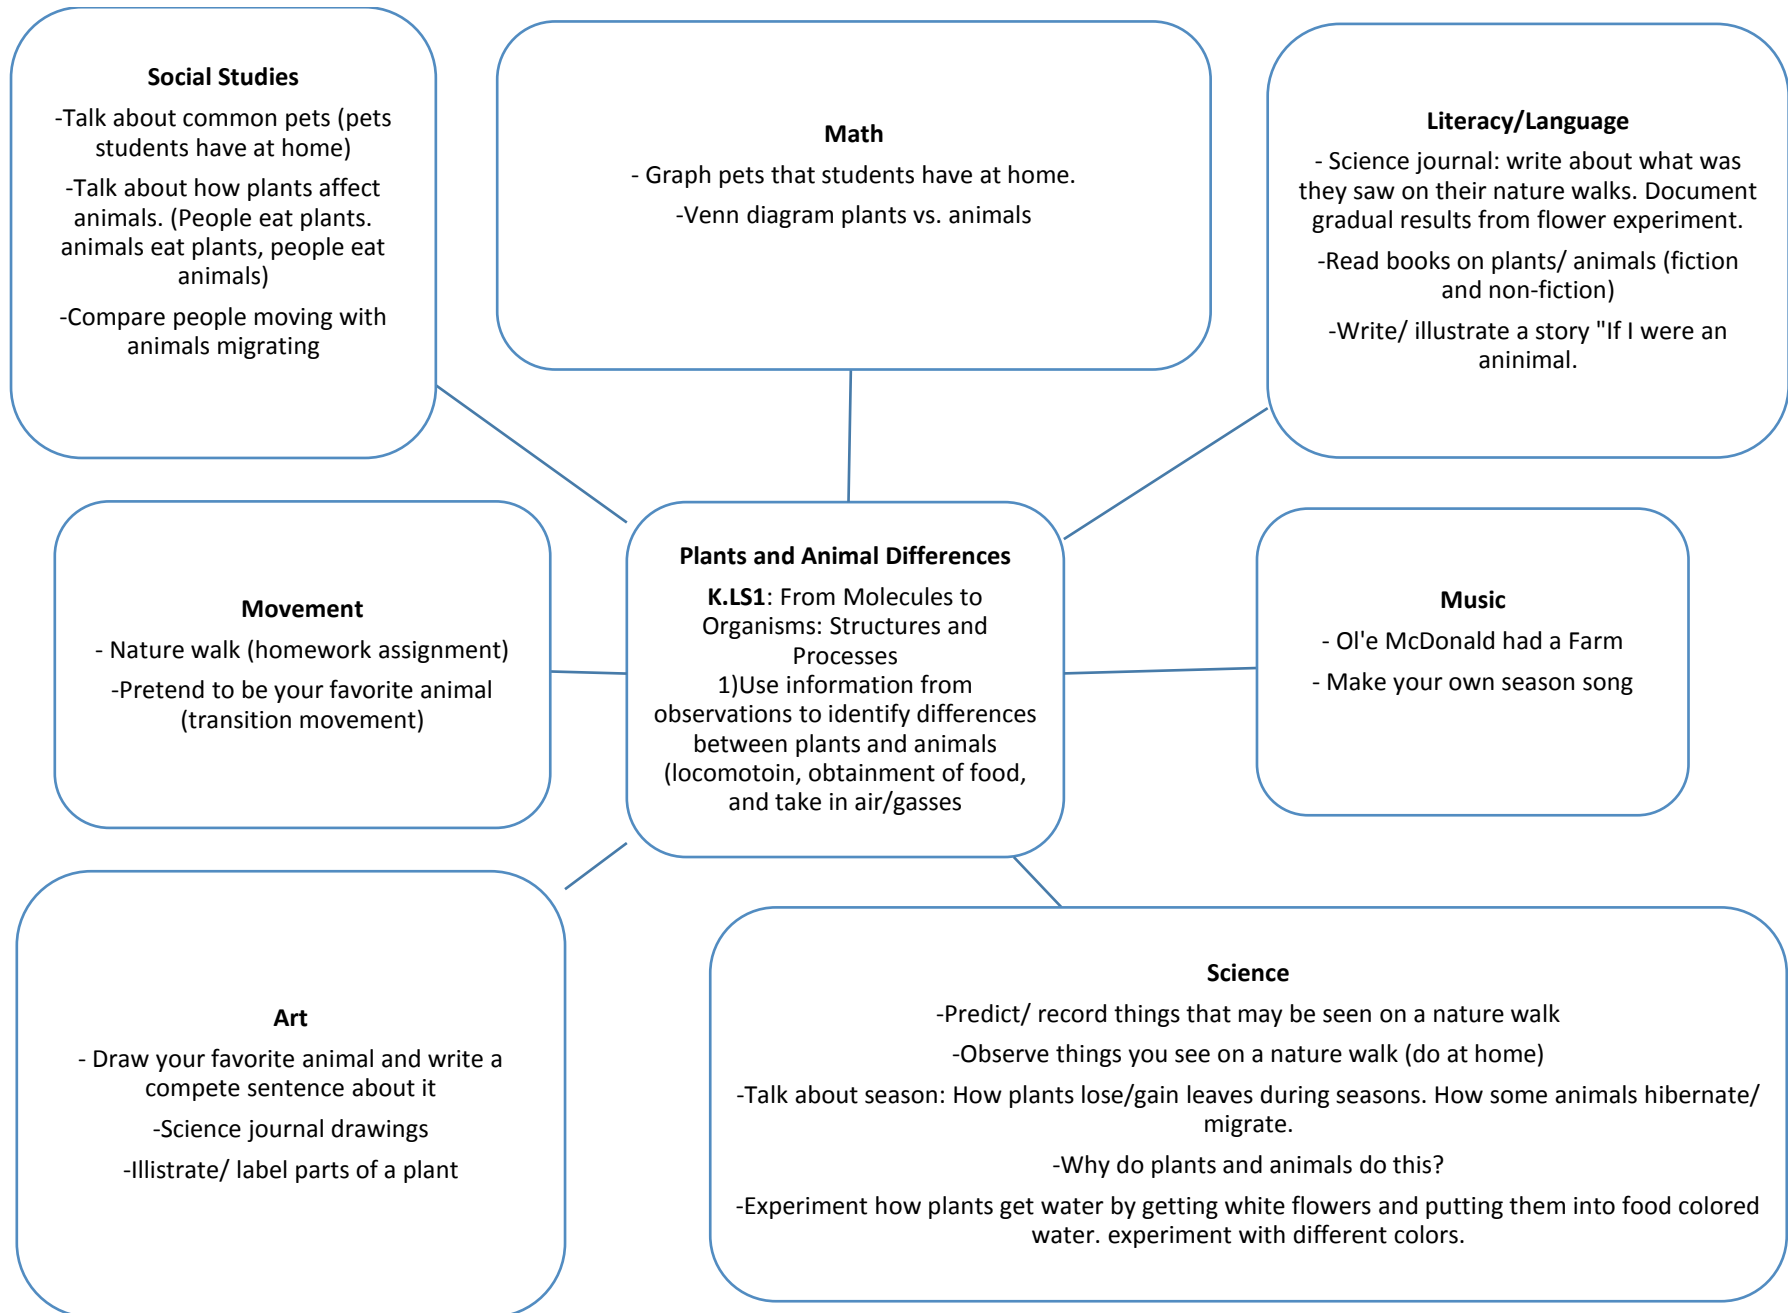 Social Studies
-Talk about common pets (pets
students have at home)
-Talk about how plants affect
animals. (People eat plants.
animals eat plants, people eat
animals)
-Compare people moving with
animals migrating
Math
- Graph pets that students have at home.
-Venn diagram plants vs. animals
Literacy/Language
- Science journal: write about what was
they saw on their nature walks. Document
gradual results from flower experiment.
-Read books on plants/ animals (fiction
and non-fiction)
-Write/ illustrate a story "If I were an
aninimal.
Movement
- Nature walk (homework assignment)
-Pretend to be your favorite animal
(transition movement)
Plants and Animal Differences
K.LS1: From Molecules to
Organisms: Structures and
Processes
1)Use information from
observations to identify differences
between plants and animals
(locomotoin, obtainment of food,
and take in air/gasses
Music
- Ol'e McDonald had a Farm
- Make your own season song
Art
- Draw your favorite animal and write a
compete sentence about it
-Science journal drawings
-Illistrate/ label parts of a plant
Science
-Predict/ record things that may be seen on a nature walk
-Observe things you see on a nature walk (do at home)
-Talk about season: How plants lose/gain leaves during seasons. How some animals hibernate/
migrate.
-Why do plants and animals do this?
-Experiment how plants get water by getting white flowers and putting them into food colored
water. experiment with different colors.